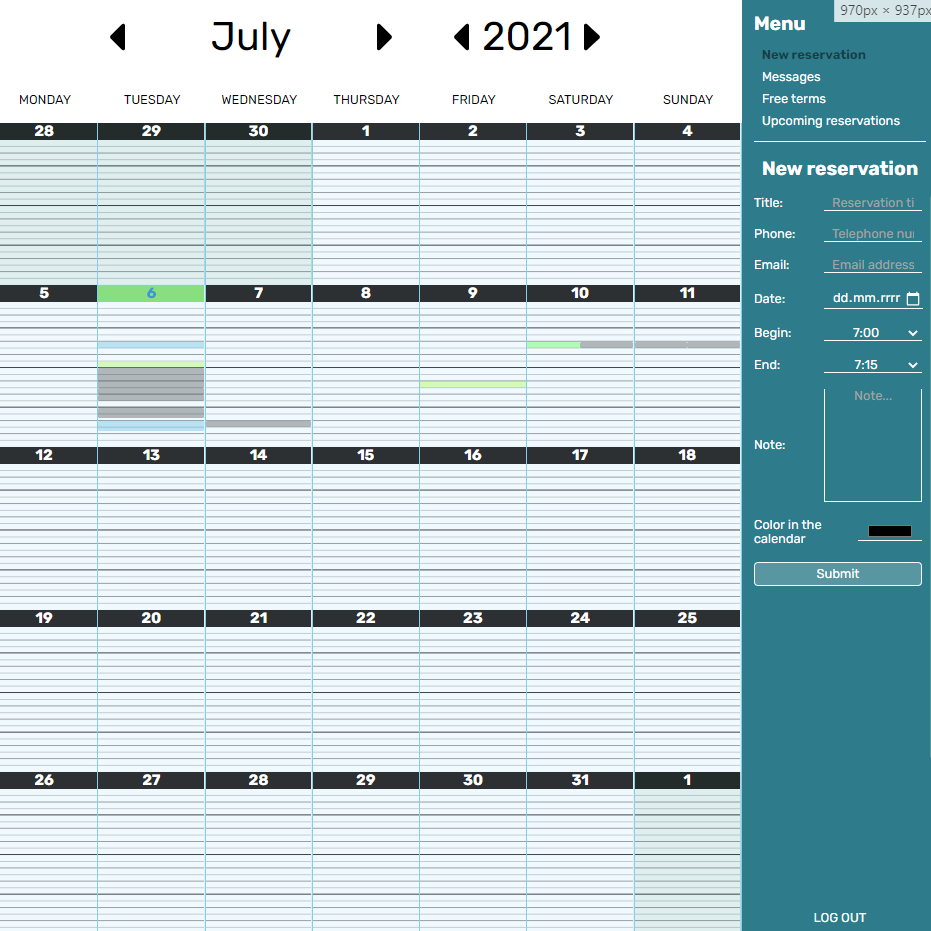 July 2021
MONDAY TUESDAY WEDNESDAY THURSDAY FRIDAY SATURDAY SUNDAY
28 29 30 1 2 3 4
5 6 7 8 9 10 11
12 13 14 15 16 17 18
19 20 21 22 23 24 25
26 27 28 29 30 31 1
970px × 937px
Menu
New reservation
Messages
Free terms
Upcoming reservations
New reservation
Title: Reservation ti
Phone: Telephone nu
Email: Email address
Date: dd.mm.rrrr
Begin: 7:00
End: 7:15
Note: Note...
Color in the
calendar
Submit
LOG OUT